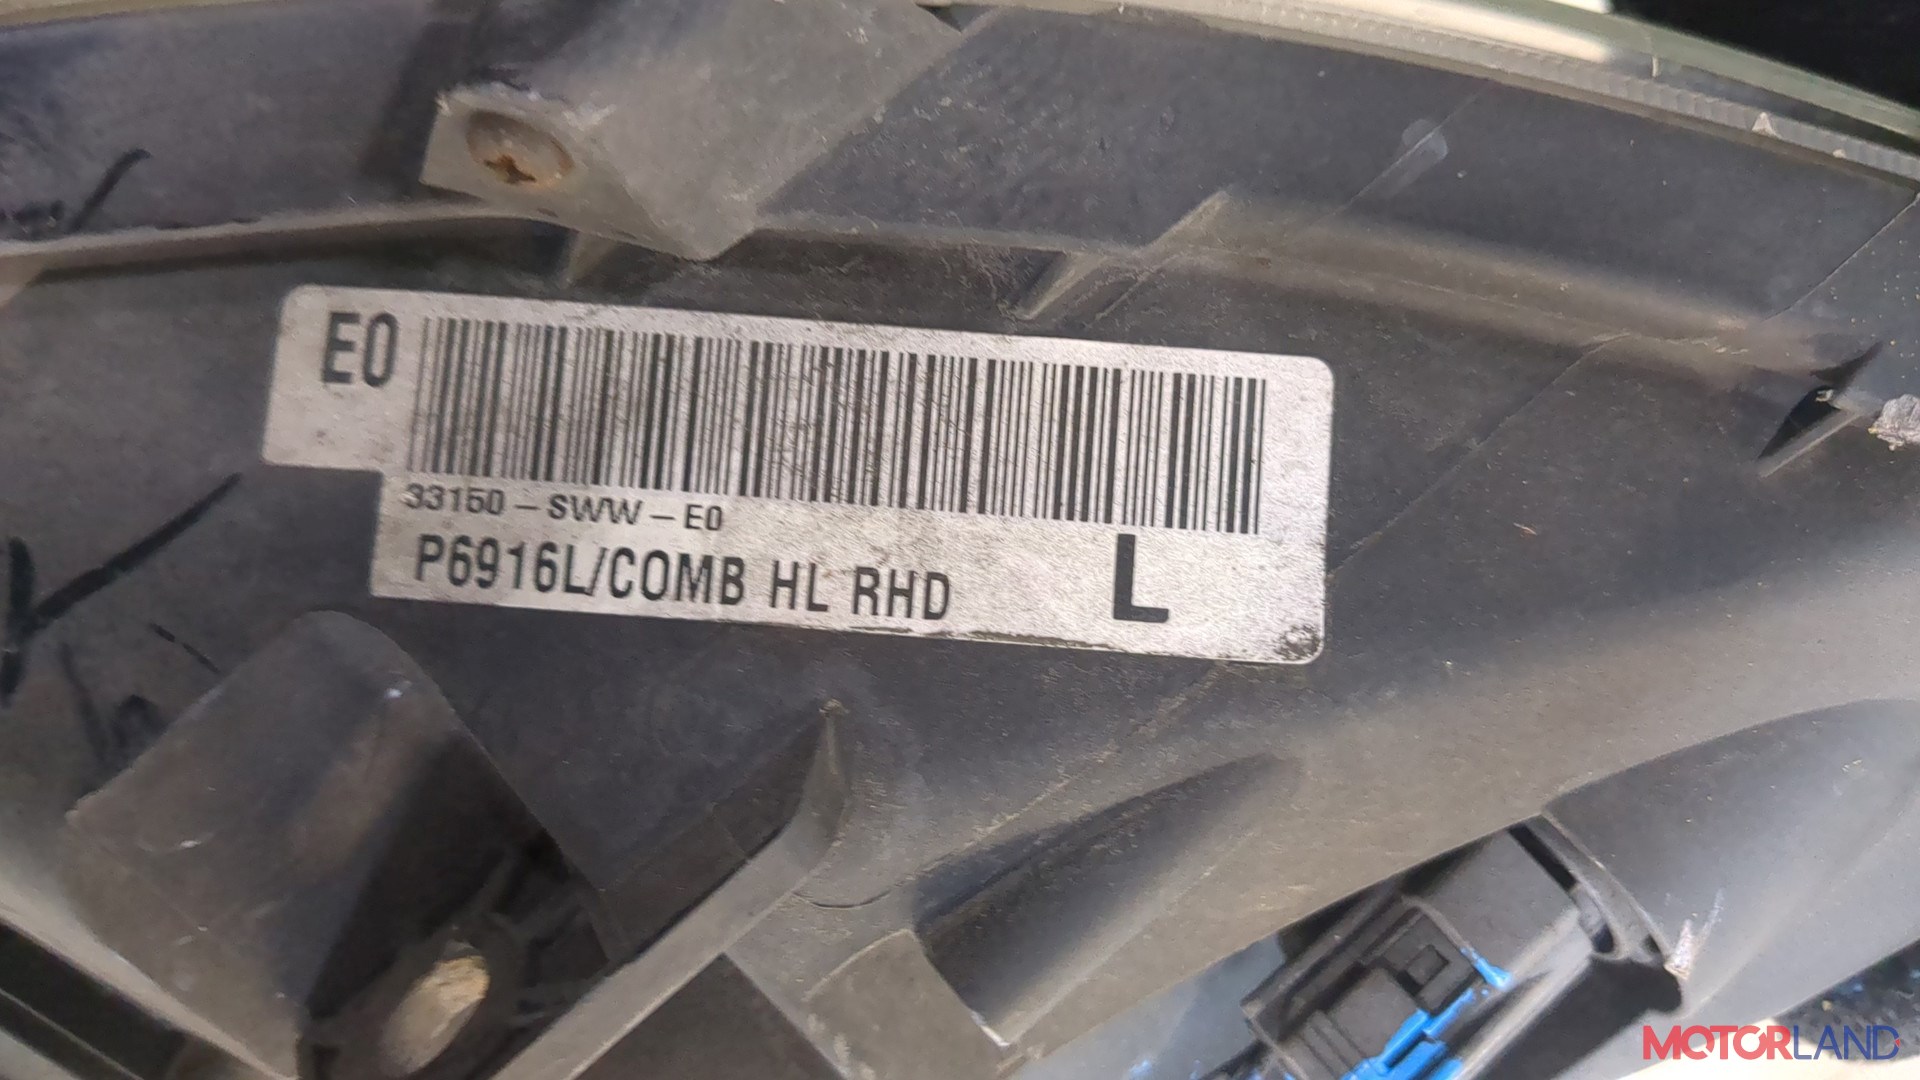 E0
33150-SWW-E0
P6916L/COMB HL RHD L
MOTORLAND